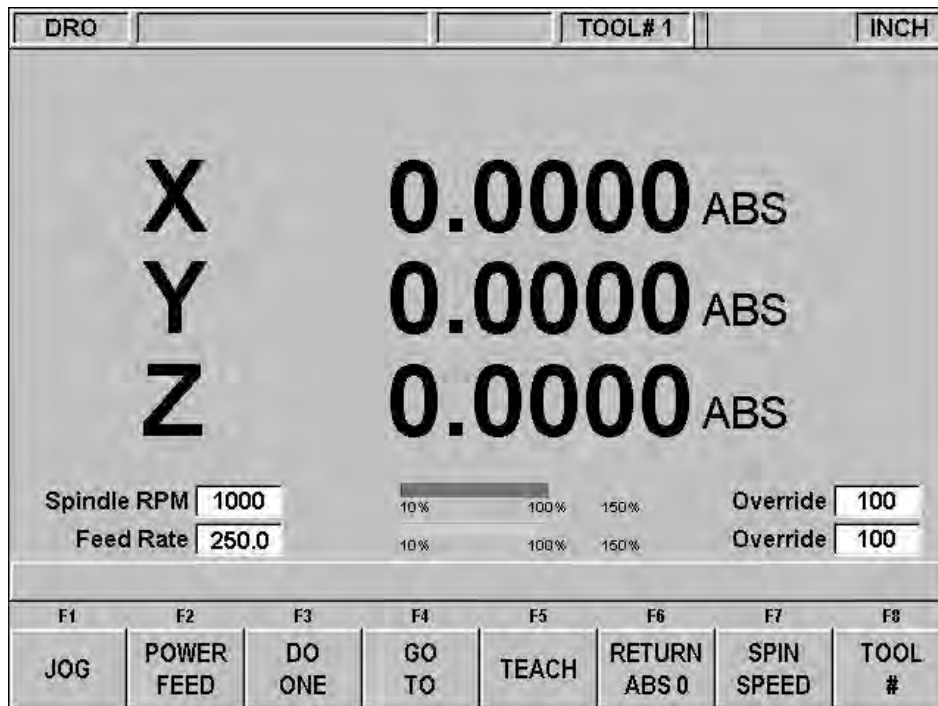 DRO TOOL# 1 INCH
X 0.0000 ABS
Y 0.0000 ABS
Z 0.0000 ABS
Spindle RPM 1000 10% 100% 150% Override 100
Feed Rate 250.0 10% 100% 150% Override 100
F1 F2 F3 F4 F5 F6 F7 F8
JOG
POWER
FEED
DO
ONE
GO
TO
TEACH
RETURN
ABS 0
SPIN
SPEED
TOOL
#